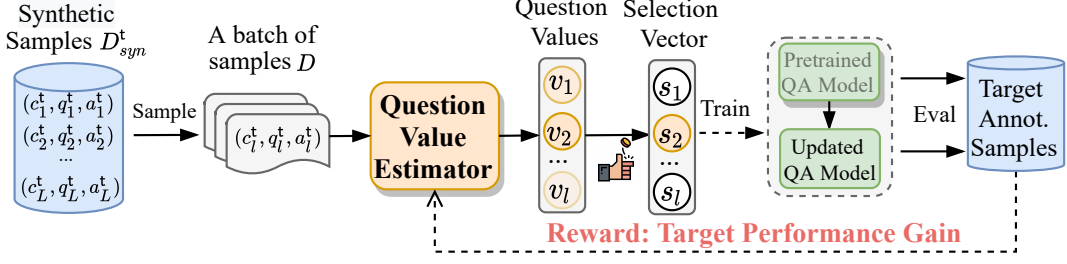 Synthetic
Samples D^t_syn
(c^t_1, q^t_1, a^t_1)
(c^t_2, q^t_2, a^t_2)
...
(c^t_L, q^t_L, a^t_L)
Sample
A batch of
samples D
(c^t_l, q^t_l, a^t_l)
Question
Value
Estimator
Question
Values
v_1
v_2
...
v_l
Selection
Vector
s_1
s_2
...
s_l
Train
Pretrained
QA Model
Updated
QA Model
Eval
Target
Annot.
Samples
Reward: Target Performance Gain